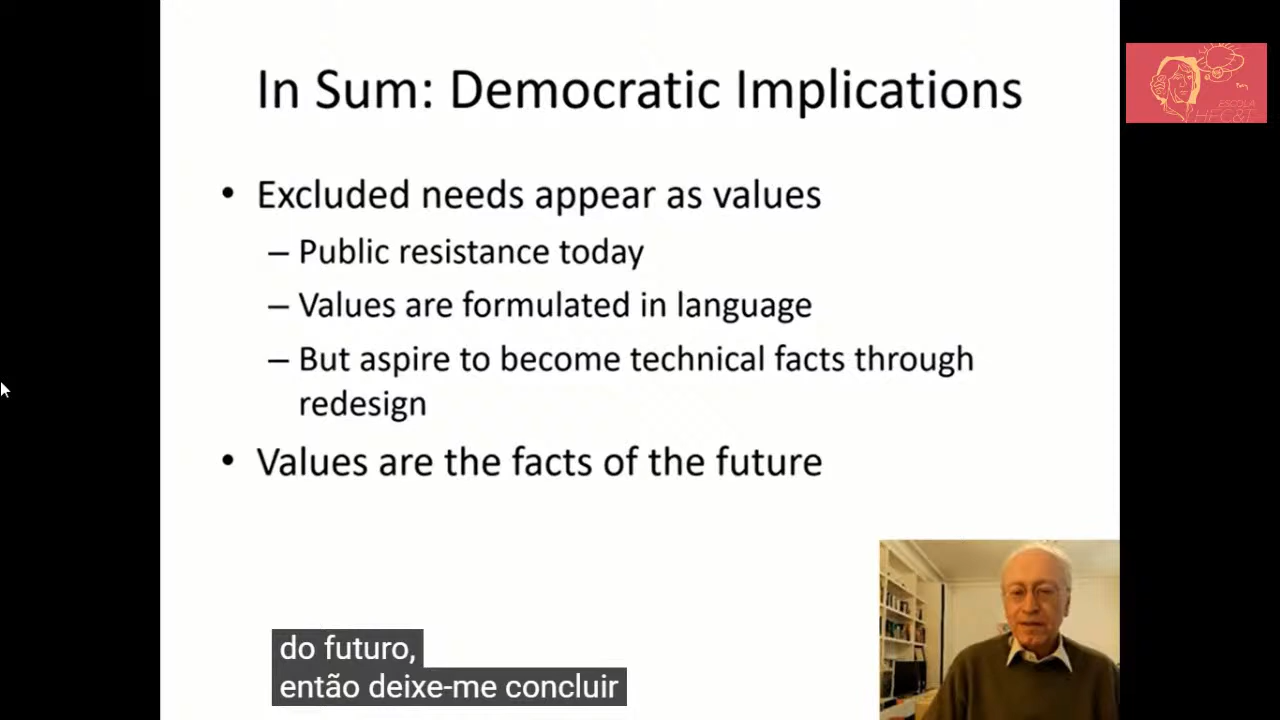 In Sum: Democratic Implications
• Excluded needs appear as values
– Public resistance today
– Values are formulated in language
– But aspire to become technical facts through
redesign
• Values are the facts of the future
ESCOLA
HFC&T
do futuro,
então deixe-me concluir